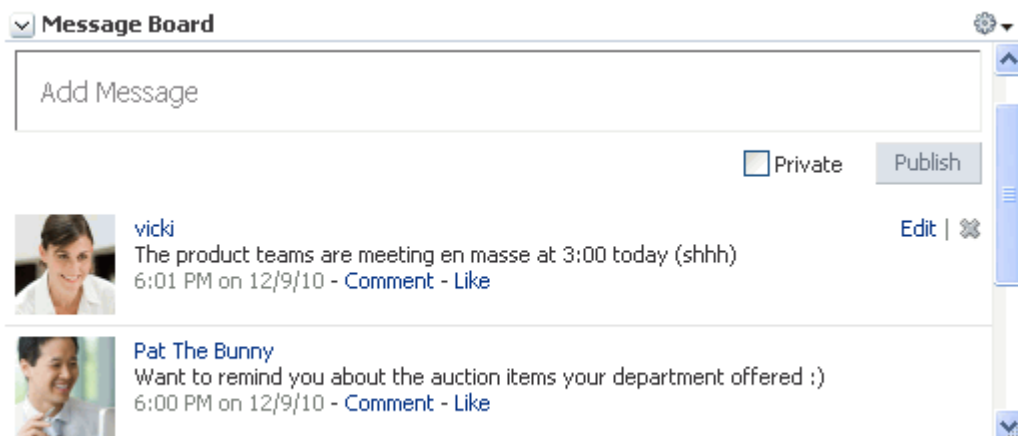 Message Board
Add Message
Private Publish
vicki Edit |
The product teams are meeting en masse at 3:00 today (shhh)
6:01 PM on 12/9/10 - Comment - Like
Pat The Bunny
Want to remind you about the auction items your department offered :)
6:00 PM on 12/9/10 - Comment - Like